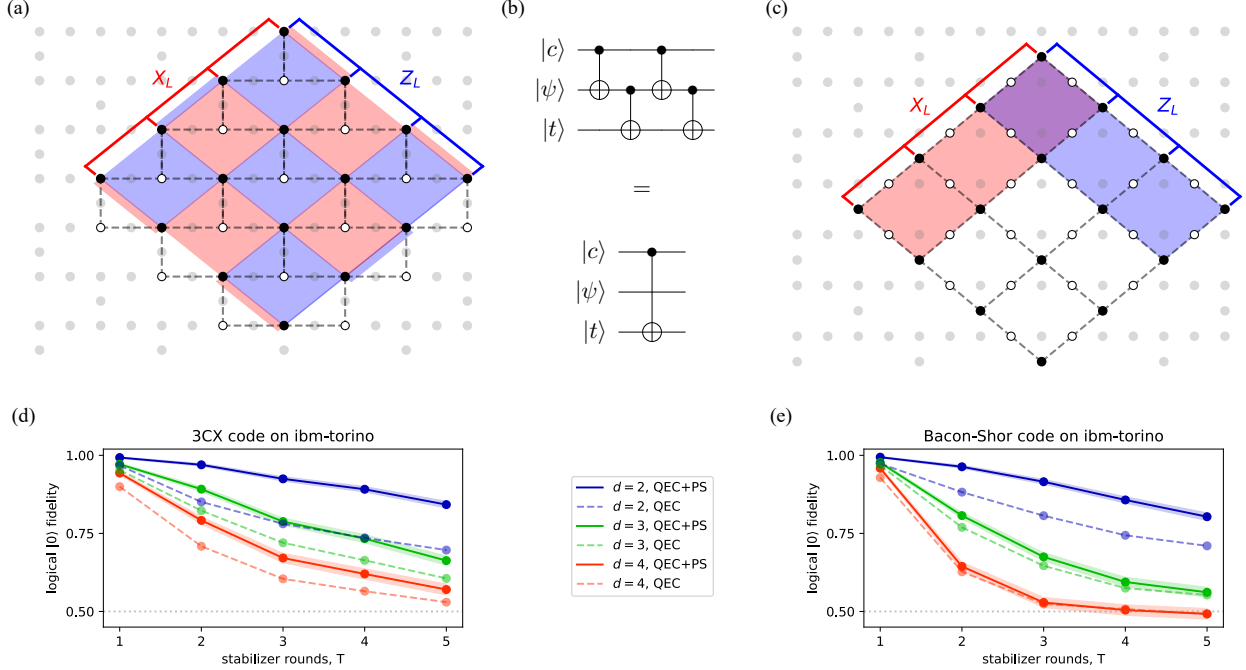 (a)
X_L
Z_L
(b)
|c⟩
|ψ⟩
|t⟩
=
|c⟩
|ψ⟩
|t⟩
(c)
X_L
Z_L
(d)
3CX code on ibm-torino
logical |0⟩ fidelity
1.00
0.75
0.50
1 2 3 4 5
stabilizer rounds, T
d = 2, QEC+PS
d = 2, QEC
d = 3, QEC+PS
d = 3, QEC
d = 4, QEC+PS
d = 4, QEC
(e)
Bacon-Shor code on ibm-torino
logical |0⟩ fidelity
1.00
0.75
0.50
1 2 3 4 5
stabilizer rounds, T